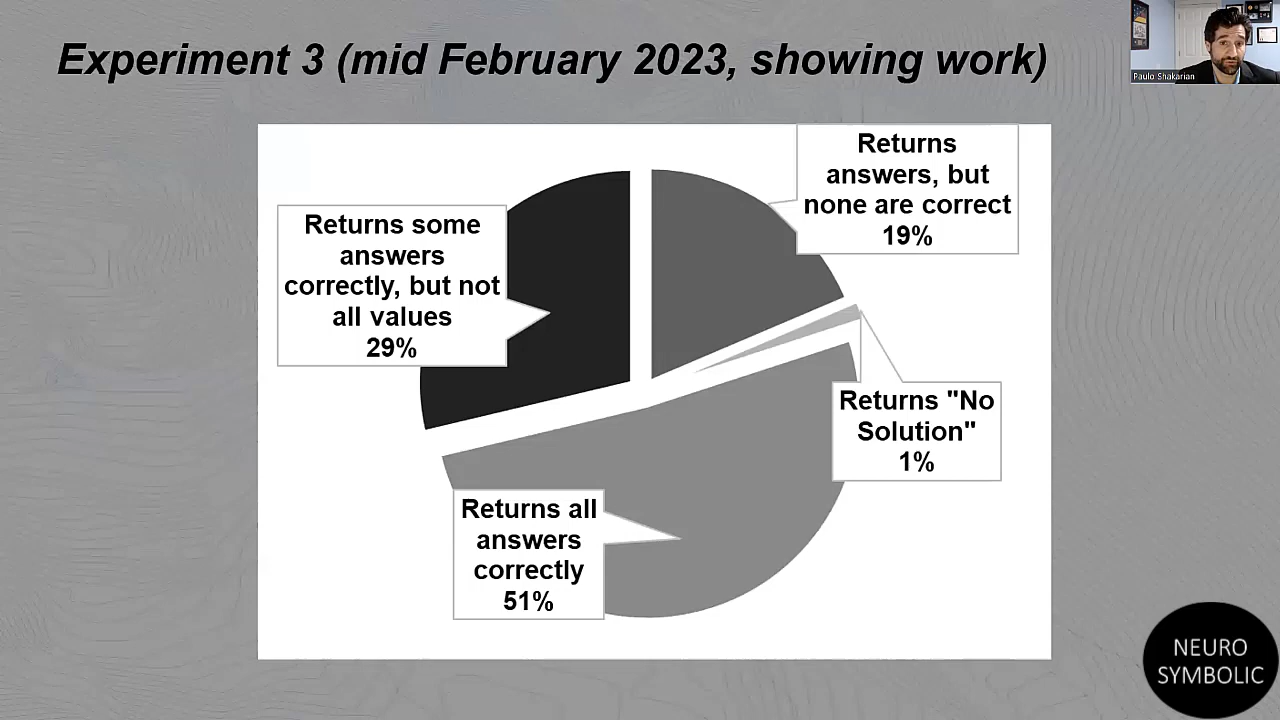 Experiment 3 (mid February 2023, showing work)
Paulo Shakarian
Returns
answers, but
none are correct
19%
Returns some
answers
correctly, but not
all values
29%
Returns "No
Solution"
1%
Returns all
answers
correctly
51%
NEURO
SYMBOLIC